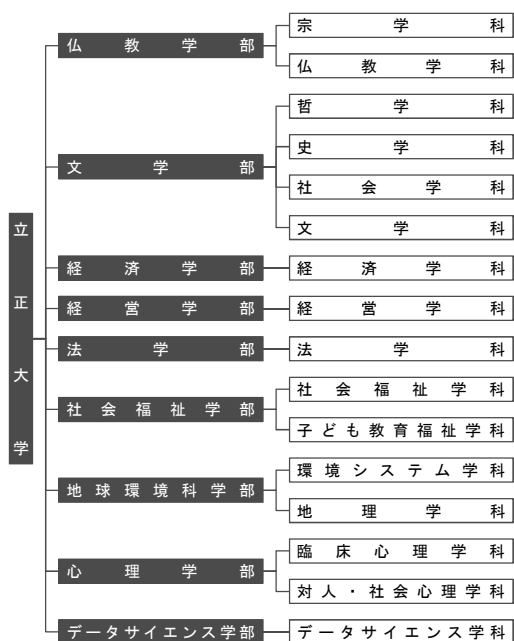 立正大学
仏教学部
宗学科
仏教学科
文学部
哲学科
史学科
社会学科
文学科
経済学部
経済学科
経営学部
経営学科
法学部
法学科
社会福祉学部
社会福祉学科
子ども教育福祉学科
地球環境科学部
環境システム学科
地理学科
心理学部
臨床心理学科
対人・社会心理学科
データサイエンス学部
データサイエンス学科